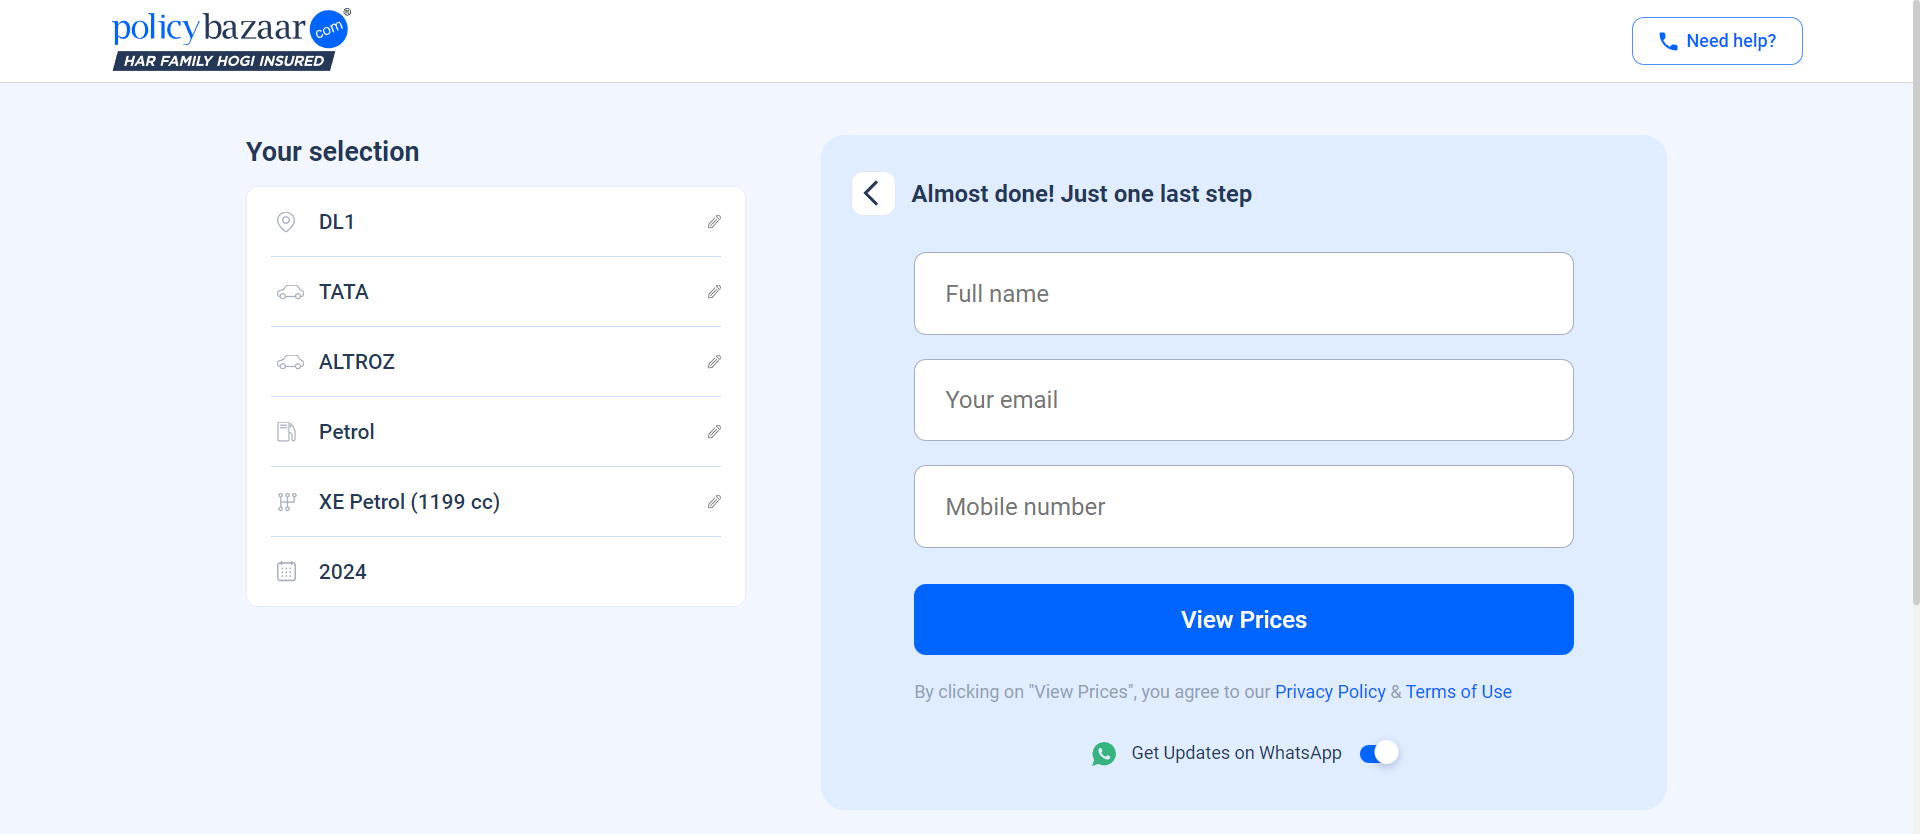 policybazaar.com®
HAR FAMILY HOGI INSURED
Need help?
Your selection
DL1
TATA
ALTROZ
Petrol
XE Petrol (1199 cc)
2024
Almost done! Just one last step
Full name
Your email
Mobile number
View Prices
By clicking on "View Prices", you agree to our Privacy Policy & Terms of Use
Get Updates on WhatsApp